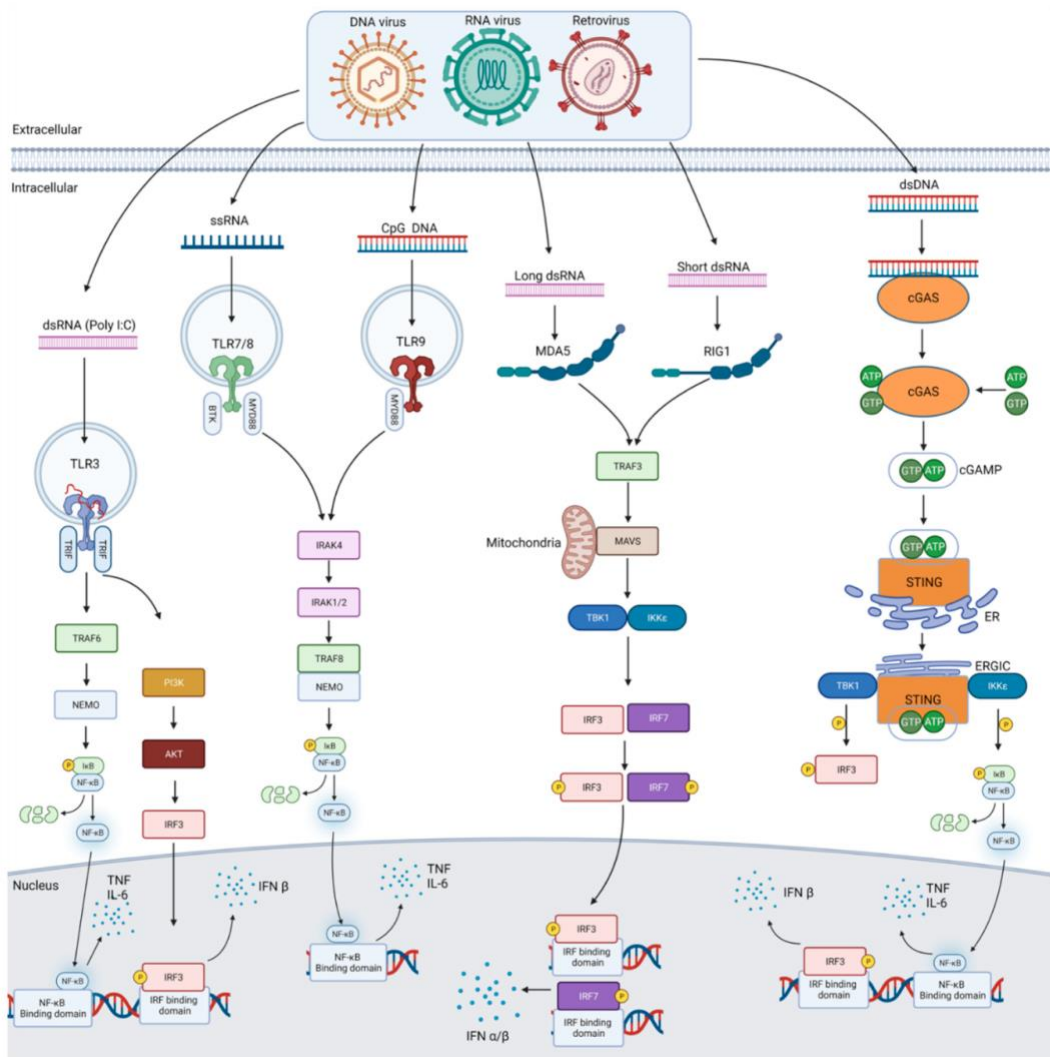 DNA virus
RNA virus
Retrovirus
Extracellular
Intracellular
dsRNA (Poly I:C)
TLR3
TRIF
TRIF
TRAF6
NEMO
P
IκB
NF-κB
NF-κB
PI3K
AKT
IRF3
ssRNA
TLR7/8
BTK
MYD88
CpG DNA
TLR9
MYD88
IRAK4
IRAK1/2
TRAF8
NEMO
P
IκB
NF-κB
NF-κB
Long dsRNA
MDA5
Short dsRNA
RIG1
TRAF3
Mitochondria
MAVS
TBK1
IKKε
IRF3
IRF7
P
IRF3
IRF7
P
dsDNA
cGAS
ATP
GTP
cGAS
ATP
GTP
GTP
ATP
cGAMP
GTP
ATP
STING
ER
ERGIC
TBK1
STING
IKKε
GTP
ATP
P
P
P
IRF3
P
IκB
NF-κB
NF-κB
Nucleus
TNF
IL-6
IFN β
NF-κB
NF-κB
Binding domain
P
IRF3
IRF binding
domain
TNF
IL-6
NF-κB
NF-κB
Binding domain
P
IRF3
IRF binding
domain
IRF7
P
IRF binding
domain
IFN α/β
IFN β
TNF
IL-6
IRF3
P
IRF binding
domain
NF-κB
NF-κB
Binding domain